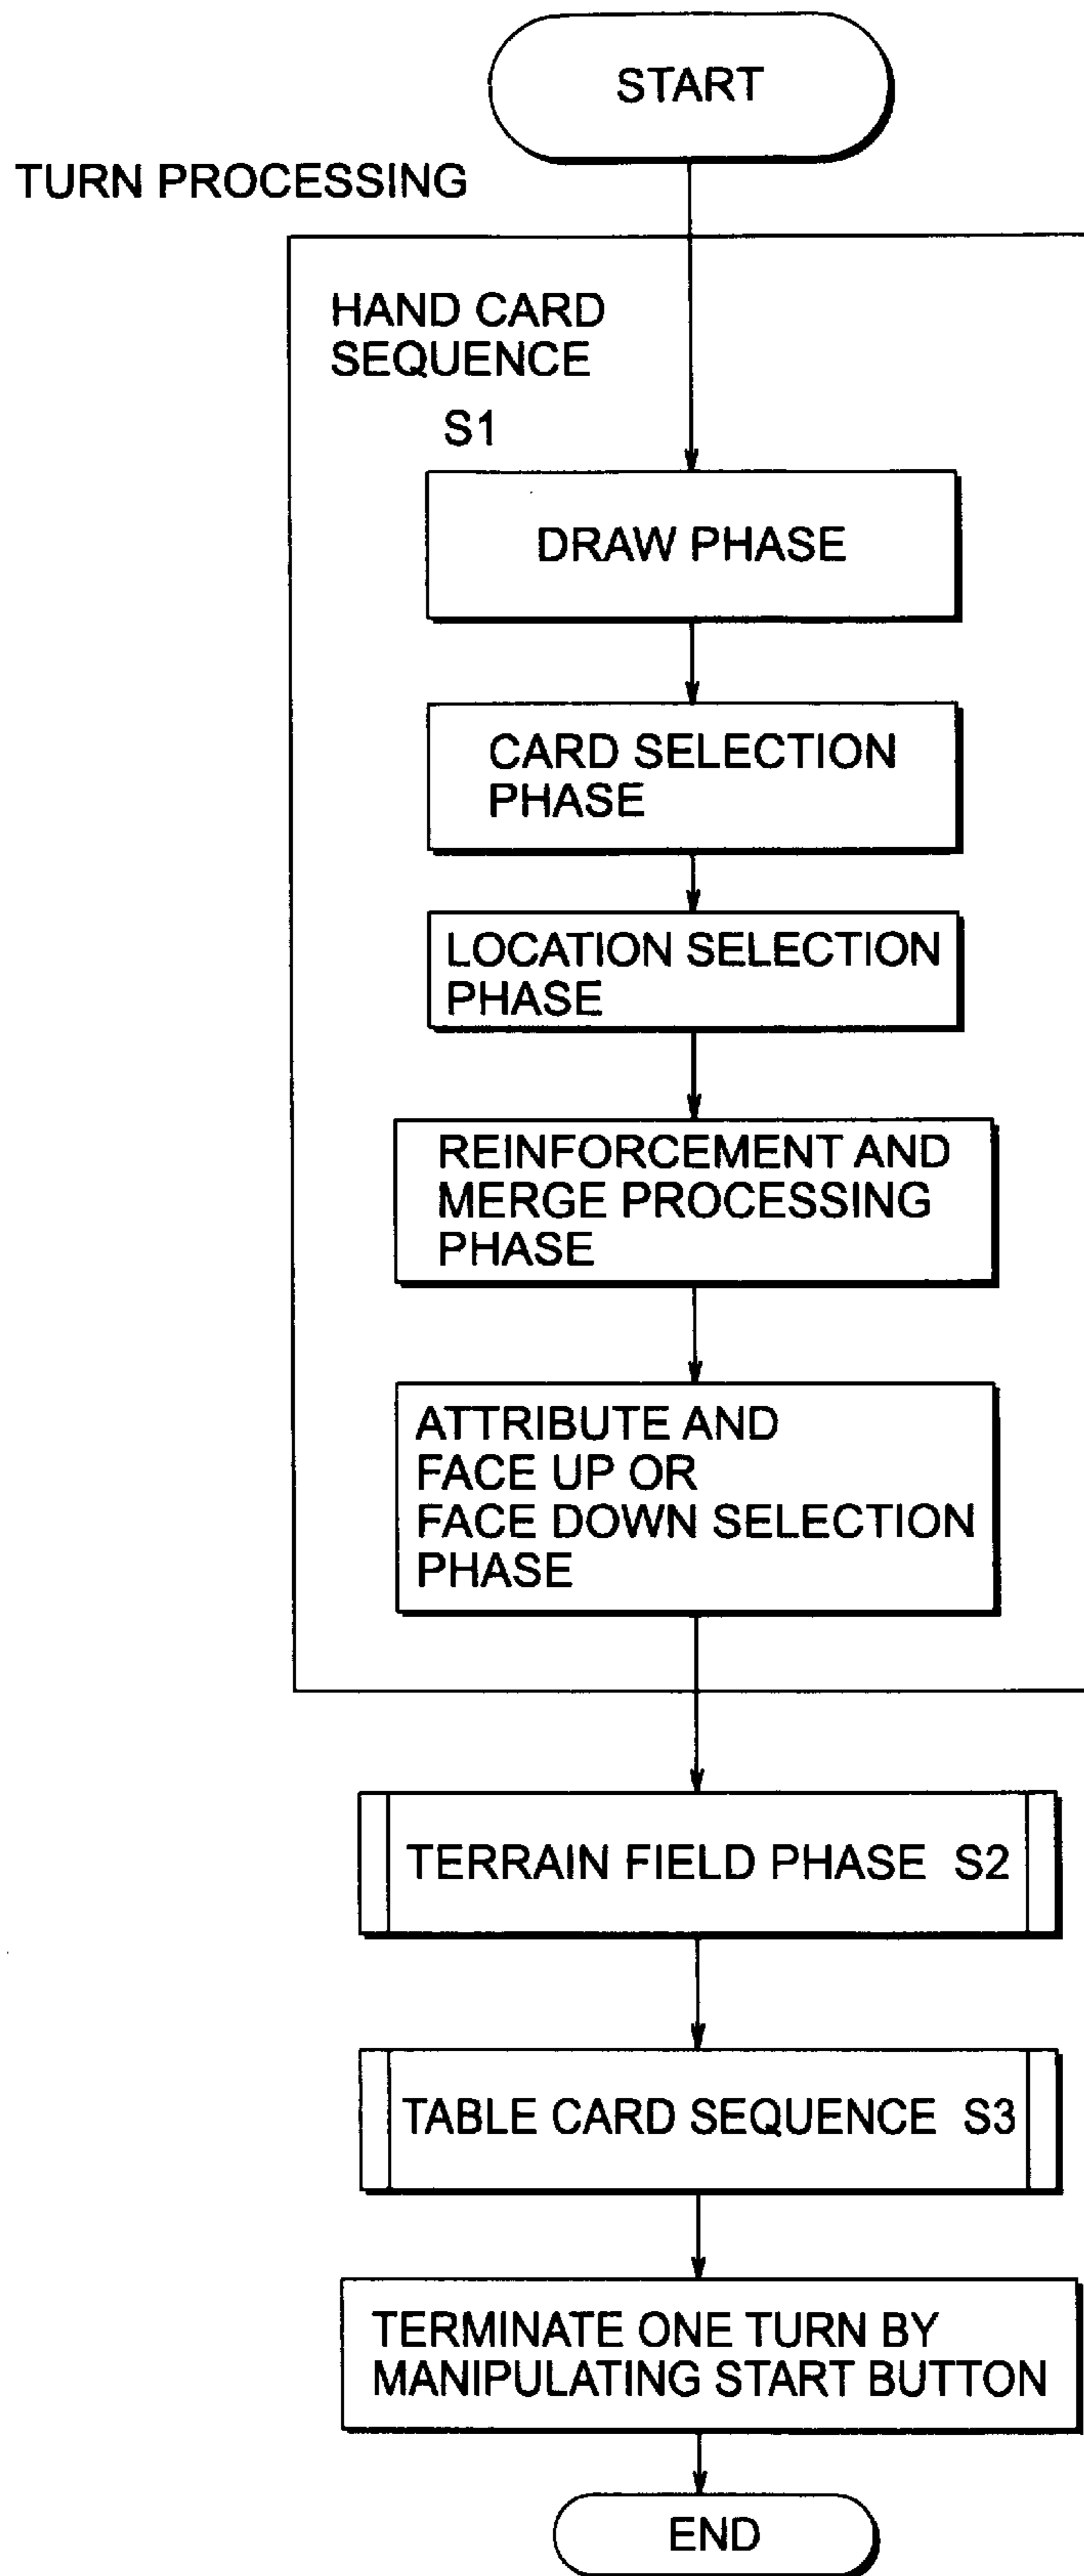 START
TURN PROCESSING
HAND CARD
SEQUENCE
S1
DRAW PHASE
CARD SELECTION
PHASE
LOCATION SELECTION
PHASE
REINFORCEMENT AND
MERGE PROCESSING
PHASE
ATTRIBUTE AND
FACE UP OR
FACE DOWN SELECTION
PHASE
TERRAIN FIELD PHASE S2
TABLE CARD SEQUENCE S3
TERMINATE ONE TURN BY
MANIPULATING START BUTTON
END